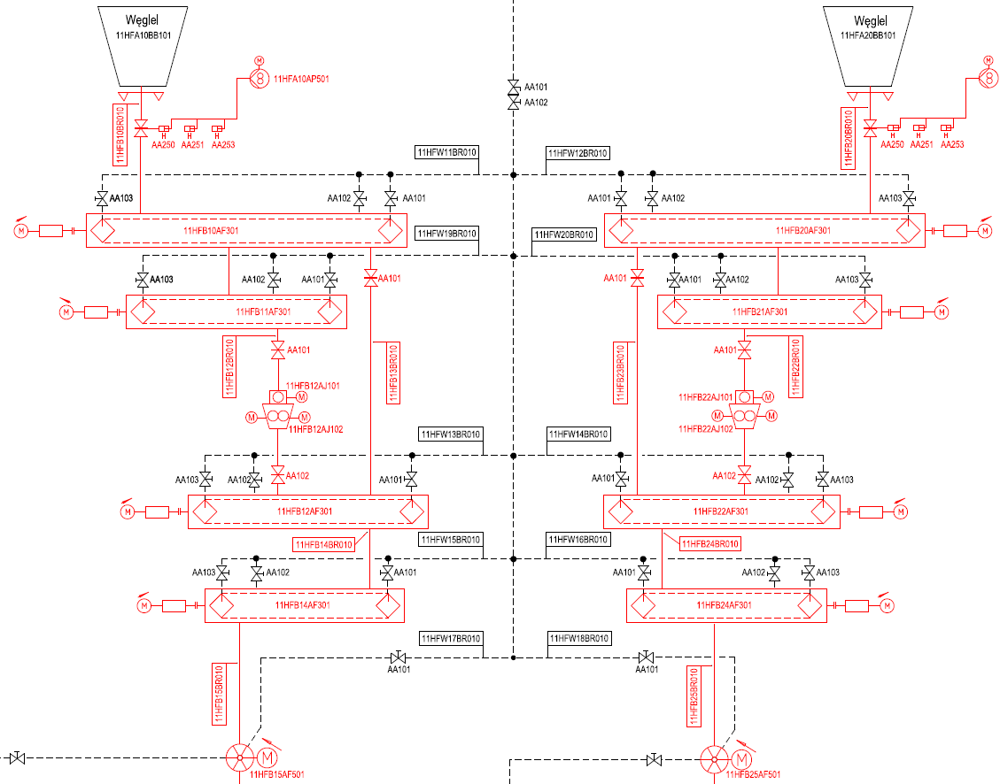 Węglel
11HFA10BB101
Węglel
11HFA20BB101
M
11HFA10AP501
M
AA101
AA102
11HFB10BR010
AA250
AA251
AA253
11HFB20BR010
AA250
AA251
AA253
11HFW11BR010
11HFW12BR010
AA103
AA102
AA101
AA101
AA102
AA103
M
11HFB10AF301
11HFW19BR010
11HFW20BR010
11HFB20AF301
M
AA103
AA102
AA101
AA101
AA101
AA101
AA102
AA103
M
11HFB11AF301
11HFB21AF301
M
11HFB12BR010
AA101
11HFB13BR010
11HFB23BR010
AA101
11HFB22BR010
11HFB12AJ101
M
11HFB22AJ101
M
M
M
11HFB12AJ102
M
M
11HFB22AJ102
11HFW13BR010
11HFW14BR010
AA103
AA102
AA102
AA101
AA101
AA102
AA102
AA103
M
11HFB12AF301
11HFB22AF301
M
11HFB14BR010
11HFW15BR010
11HFW16BR010
11HFB24BR010
AA103
AA102
AA101
AA101
AA102
AA103
M
11HFB14AF301
11HFB24AF301
M
11HFW17BR010
11HFW18BR010
AA101
AA101
11HFB15BR010
11HFB25BR010
M
11HFB15AF501
M
11HFB25AF501